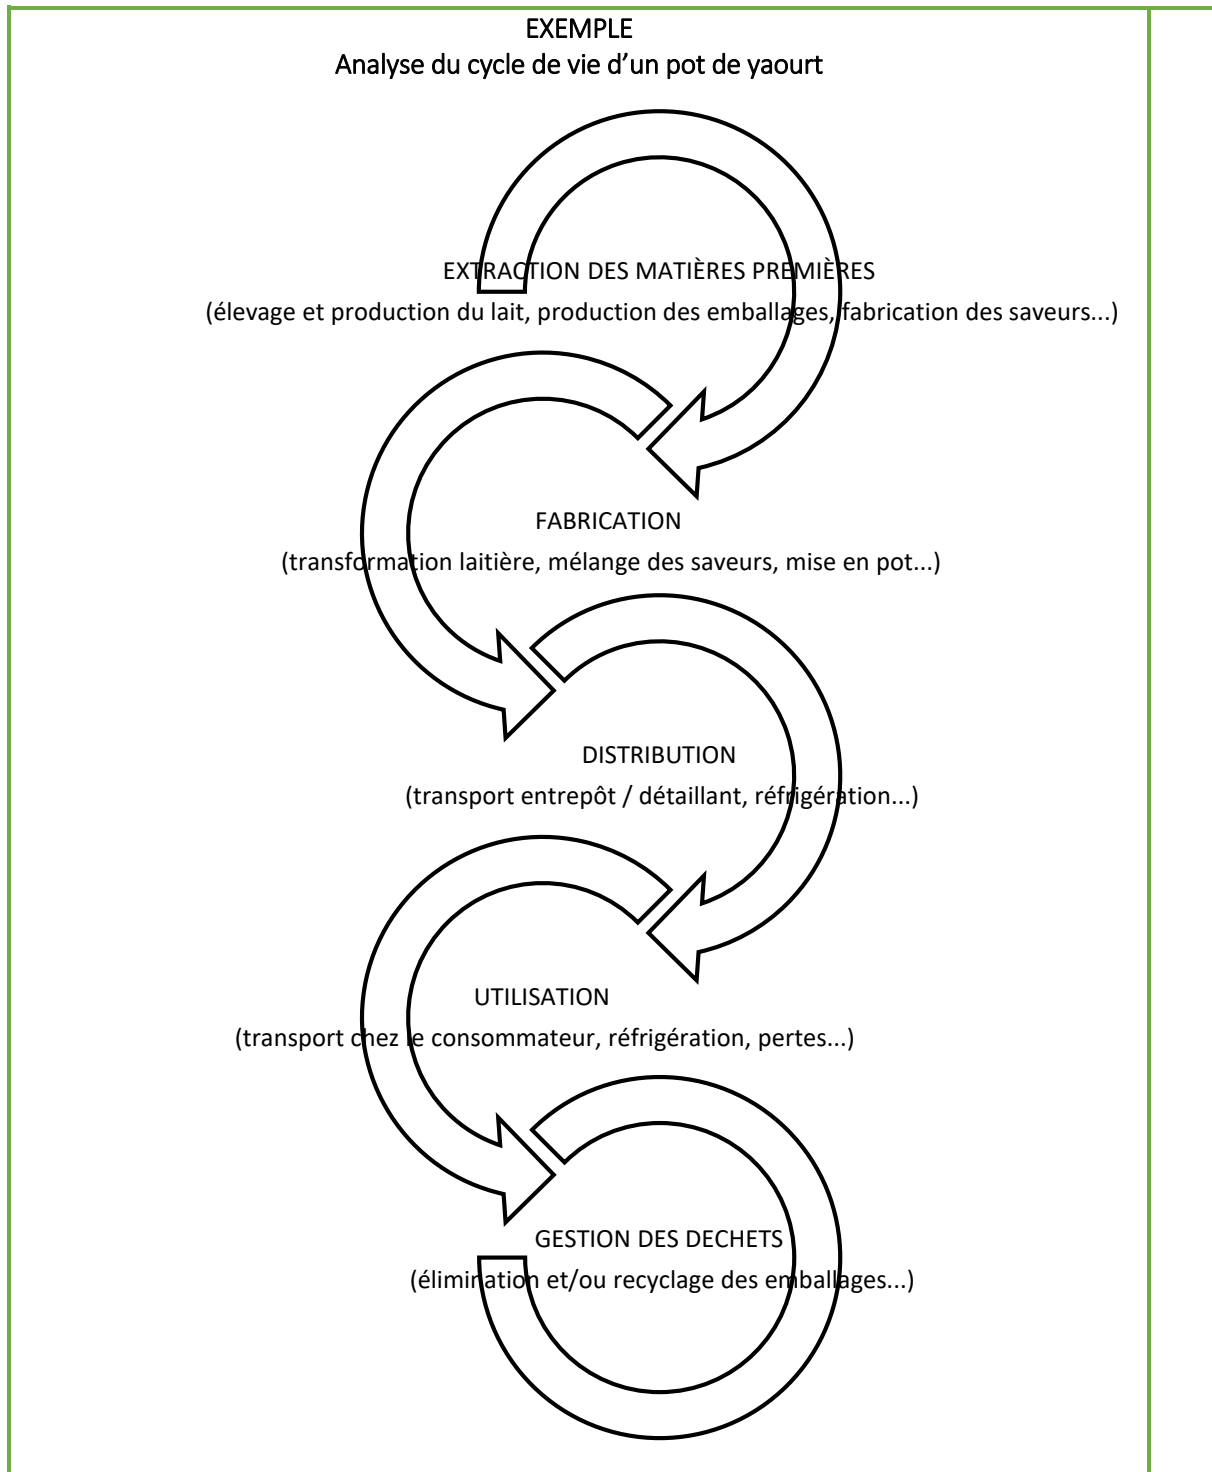 EXEMPLE
Analyse du cycle de vie d’un pot de yaourt
EXTRACTION DES MATIÈRES PREMIÈRES
(élevage et production du lait, production des emballages, fabrication des saveurs...)
FABRICATION
(transformation laitière, mélange des saveurs, mise en pot...)
DISTRIBUTION
(transport entrepôt / détaillant, réfrigération...)
UTILISATION
(transport chez le consommateur, réfrigération, pertes...)
GESTION DES DECHETS
(élimination et/ou recyclage des emballages...)